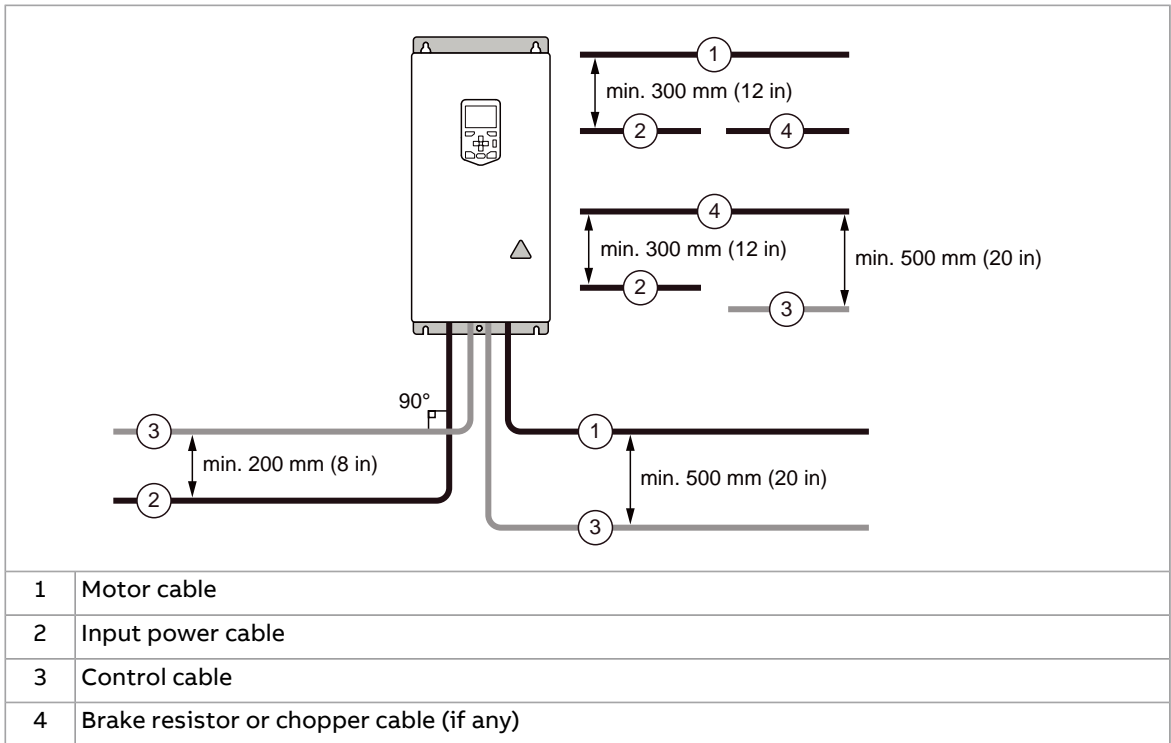 1
min. 300 mm (12 in)
2 4
4
min. 300 mm (12 in)
min. 500 mm (20 in)
2
3
90°
3
1
min. 200 mm (8 in)
min. 500 mm (20 in)
2
3
1 Motor cable
2 Input power cable
3 Control cable
4 Brake resistor or chopper cable (if any)